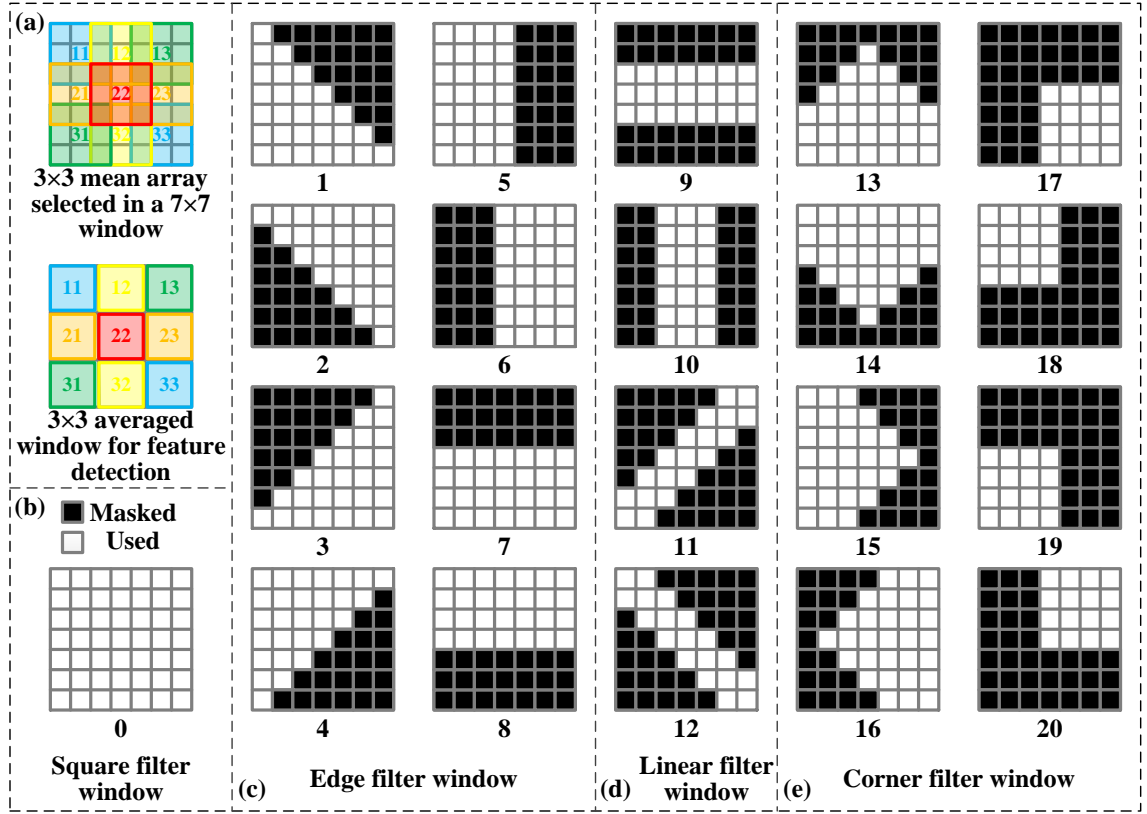 (a)
11 12 13
21 22 23
31 32 33
3×3 mean array
selected in a 7×7
window
11 12 13
21 22 23
31 32 33
3×3 averaged
window for feature
detection
(b)
Masked
Used
0
Square filter
window
1 5
2 6
3 7
4 8
(c) Edge filter window
9
10
11
12
(d) Linear filter
window
13 17
14 18
15 19
16 20
(e) Corner filter window